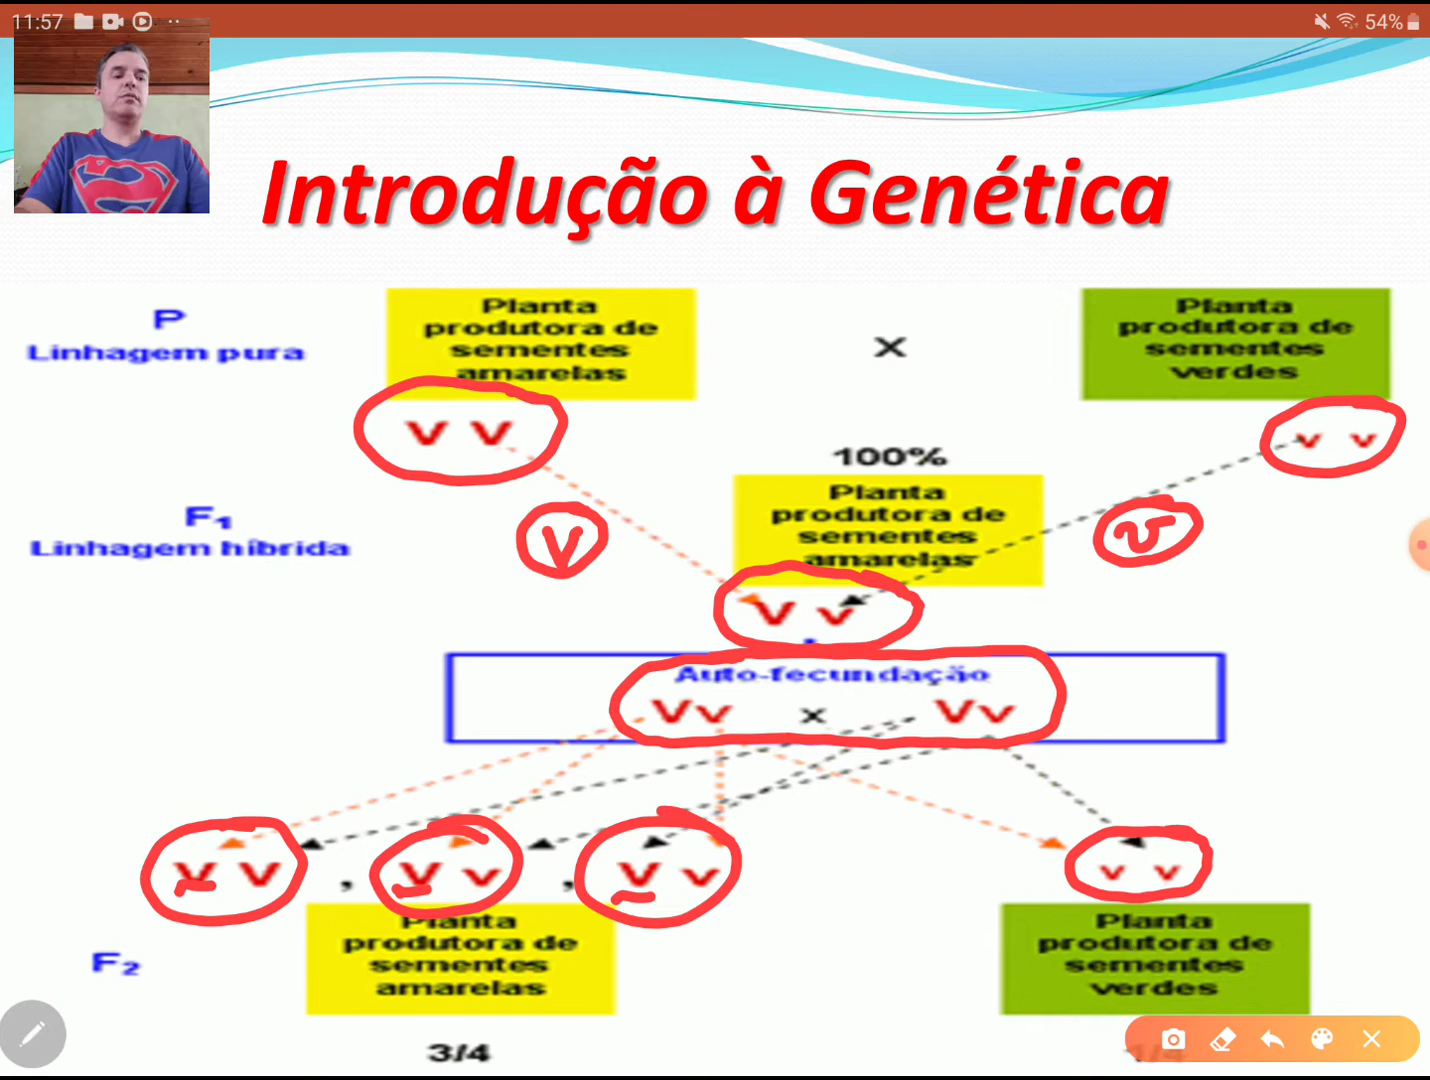 11:57
54%
Introdução à Genética
P
Linhagem pura
Planta
produtora de
sementes
amarelas
X
Planta
produtora de
sementes
verdes
V V
v v
100%
F₁
Linhagem híbrida
V
Planta
produtora de
sementes
amarelas
v
V v
Auto-fecundação
Vv x Vv
V V , V v , V v
v v
F₂
Planta
produtora de
sementes
amarelas
Planta
produtora de
sementes
verdes
3/4
1/4